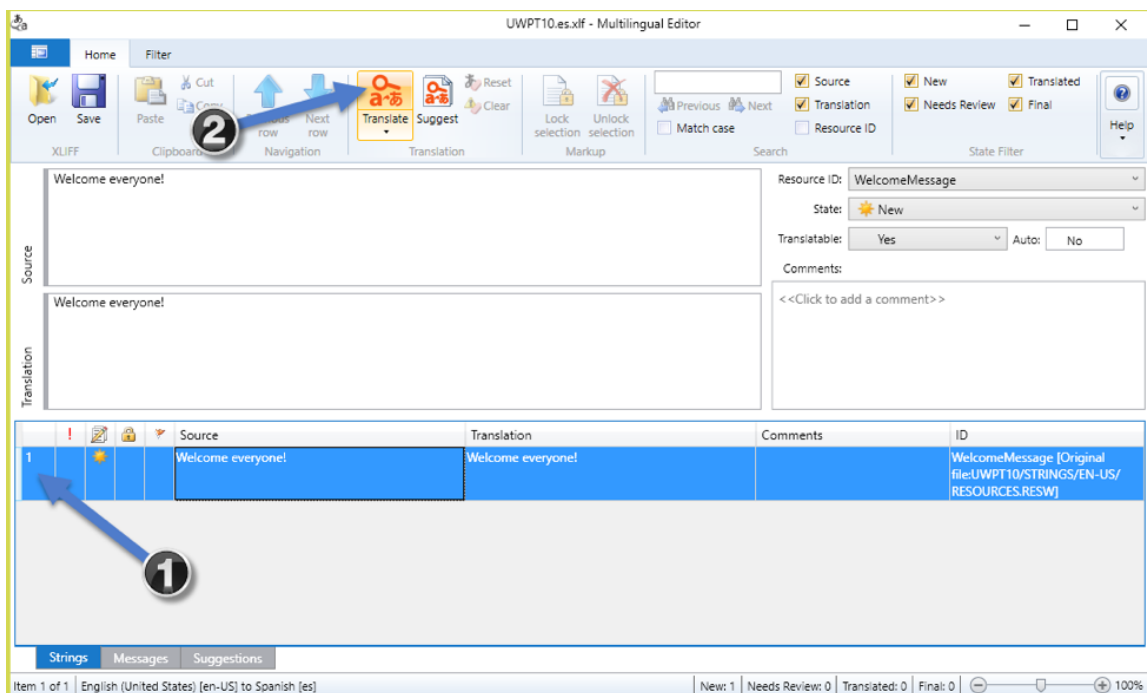 UWPT10.es.xlf - Multilingual Editor
Home Filter
Open Save Paste Cut Copy
row Next row
Translate Suggest Reset Clear
Lock selection Unlock selection
Previous Next Match case
Source Translation Resource ID
New Translated
Needs Review Final
Help
XLIFF Navigation Translation Markup Search State Filter
2
Source
Welcome everyone!
Translation
Welcome everyone!
Resource ID: WelcomeMessage
State: New
Translatable: Yes Auto: No
Comments:
<<Click to add a comment>>
! Source Translation Comments ID
1 Welcome everyone! Welcome everyone! WelcomeMessage [Original
file:UWPT10/STRINGS/EN-US/
RESOURCES.RESW]
1
Strings Messages Suggestions
Item 1 of 1 English (United States) [en-US] to Spanish [es] New: 1 Needs Review: 0 Translated: 0 Final: 0 100%